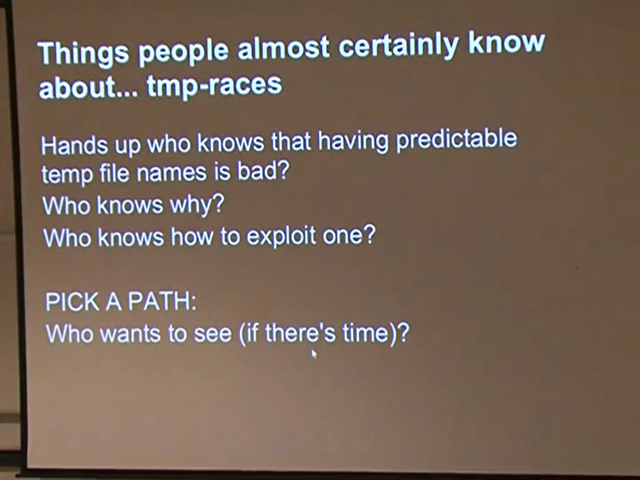 Things people almost certainly know
about... tmp-races
Hands up who knows that having predictable
temp file names is bad?
Who knows why?
Who knows how to exploit one?
PICK A PATH:
Who wants to see (if there's time)?